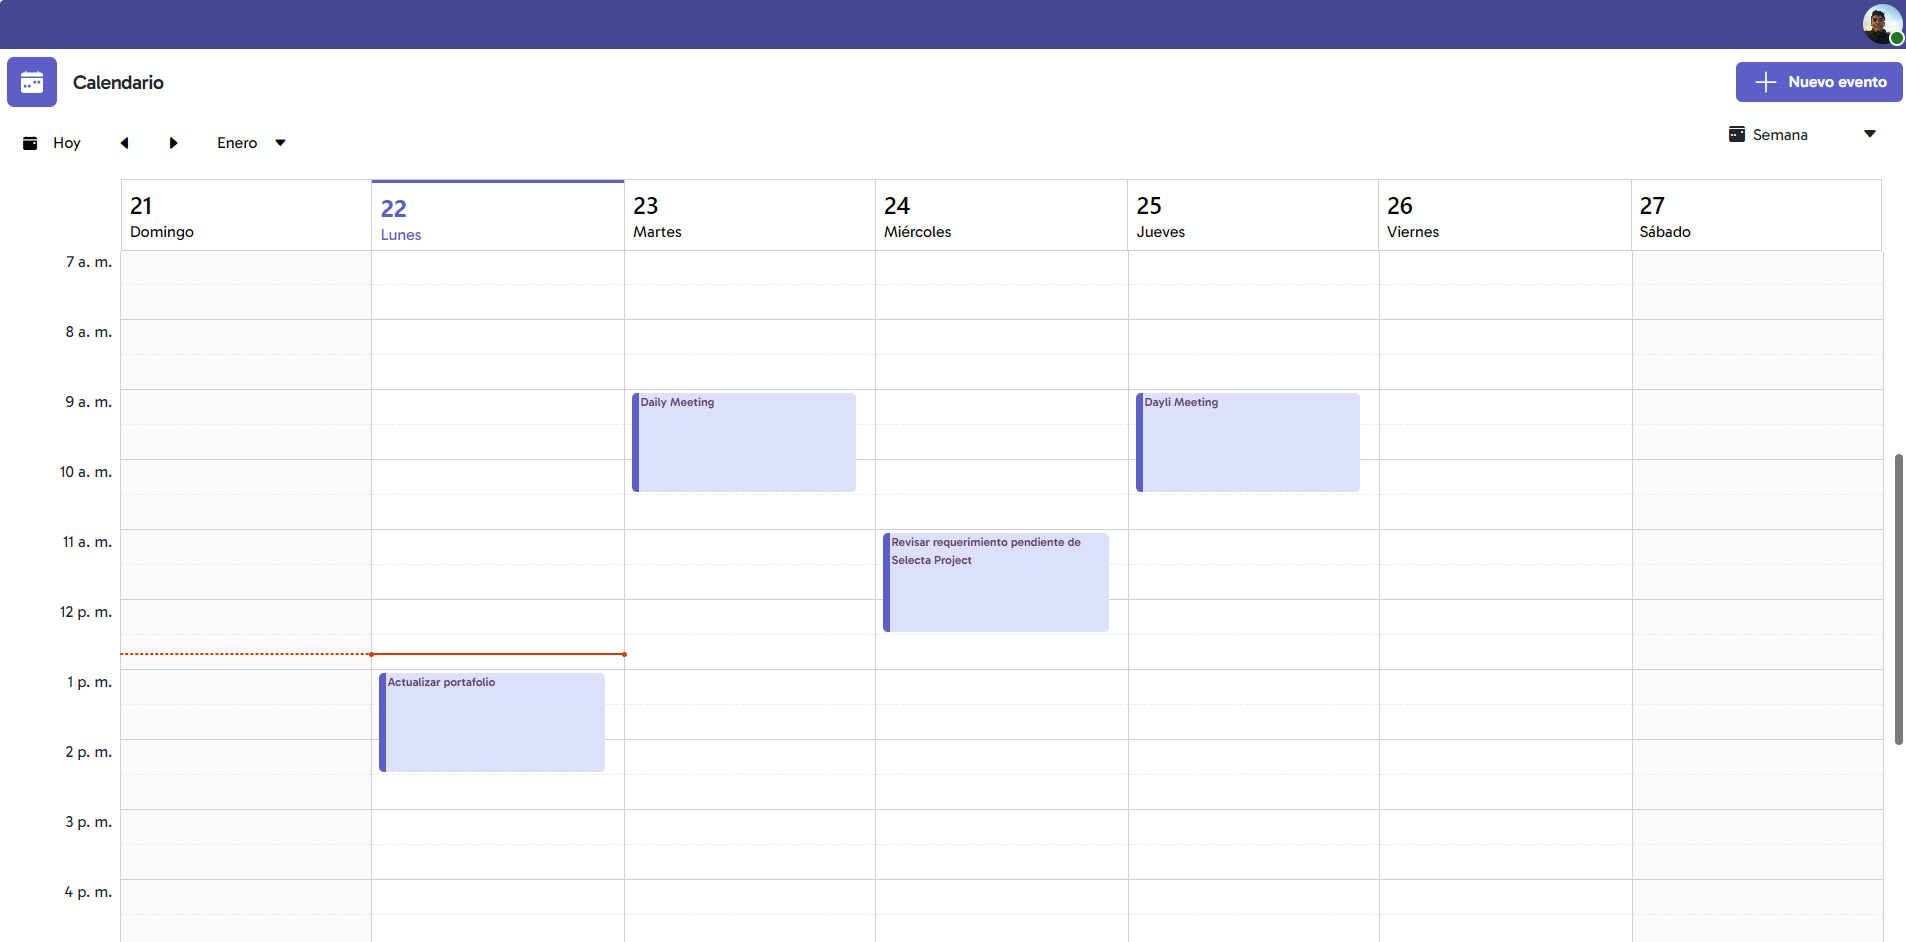 Calendario
Nuevo evento
Hoy
Enero
Semana
21
Domingo
22
Lunes
23
Martes
24
Miércoles
25
Jueves
26
Viernes
27
Sábado
7 a. m.
8 a. m.
9 a. m.
Daily Meeting
Dayli Meeting
10 a. m.
11 a. m.
Revisar requerimiento pendiente de
Selecta Project
12 p. m.
1 p. m.
Actualizar portafolio
2 p. m.
3 p. m.
4 p. m.